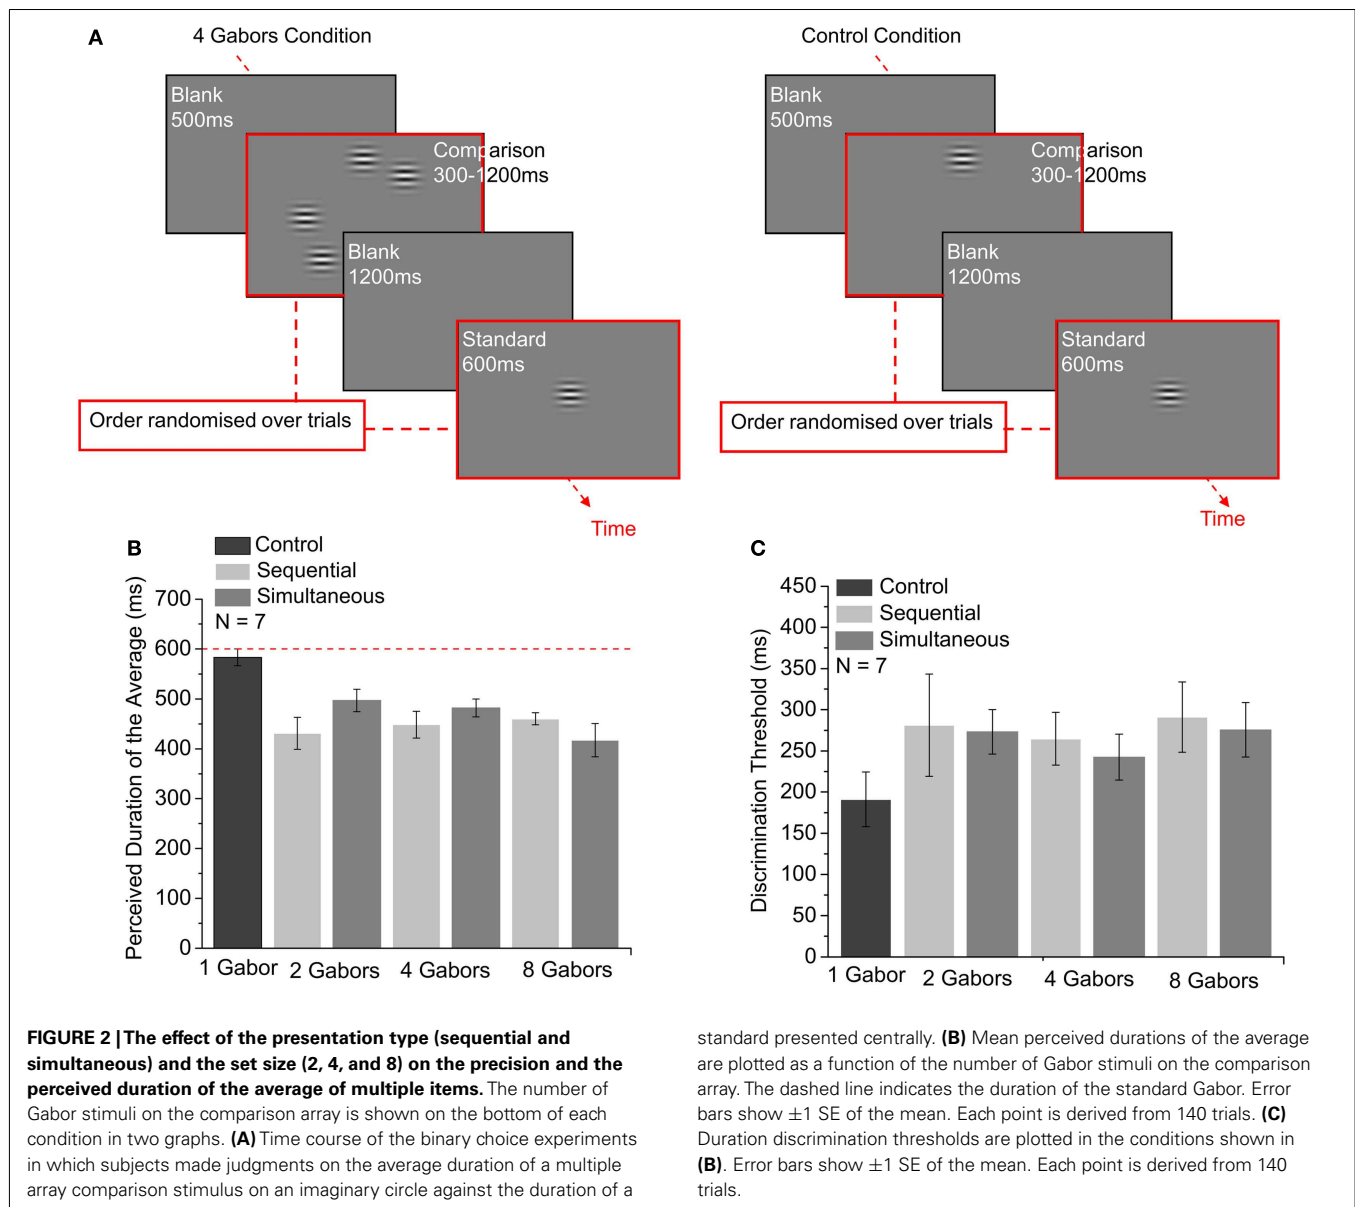 A
4 Gabors Condition
Blank
500ms
Comparison
300-1200ms
Blank
1200ms
Standard
600ms
Order randomised over trials
Time
Control Condition
Blank
500ms
Comparison
300-1200ms
Blank
1200ms
Standard
600ms
Order randomised over trials
Time
B
Control
Sequential
Simultaneous
N = 7
Perceived Duration of the Average (ms)
700
600
500
400
300
200
100
0
1 Gabor
2 Gabors
4 Gabors
8 Gabors
C
Control
Sequential
Simultaneous
N = 7
Discrimination Threshold (ms)
450
400
350
300
250
200
150
100
50
0
1 Gabor
2 Gabors
4 Gabors
8 Gabors
FIGURE 2 | The effect of the presentation type (sequential and
simultaneous) and the set size (2, 4, and 8) on the precision and the
perceived duration of the average of multiple items. The number of
Gabor stimuli on the comparison array is shown on the bottom of each
condition in two graphs. (A) Time course of the binary choice experiments
in which subjects made judgments on the average duration of a multiple
array comparison stimulus on an imaginary circle against the duration of a
standard presented centrally. (B) Mean perceived durations of the average
are plotted as a function of the number of Gabor stimuli on the comparison
array. The dashed line indicates the duration of the standard Gabor. Error
bars show ±1 SE of the mean. Each point is derived from 140 trials. (C)
Duration discrimination thresholds are plotted in the conditions shown in
(B). Error bars show ±1 SE of the mean. Each point is derived from 140
trials.